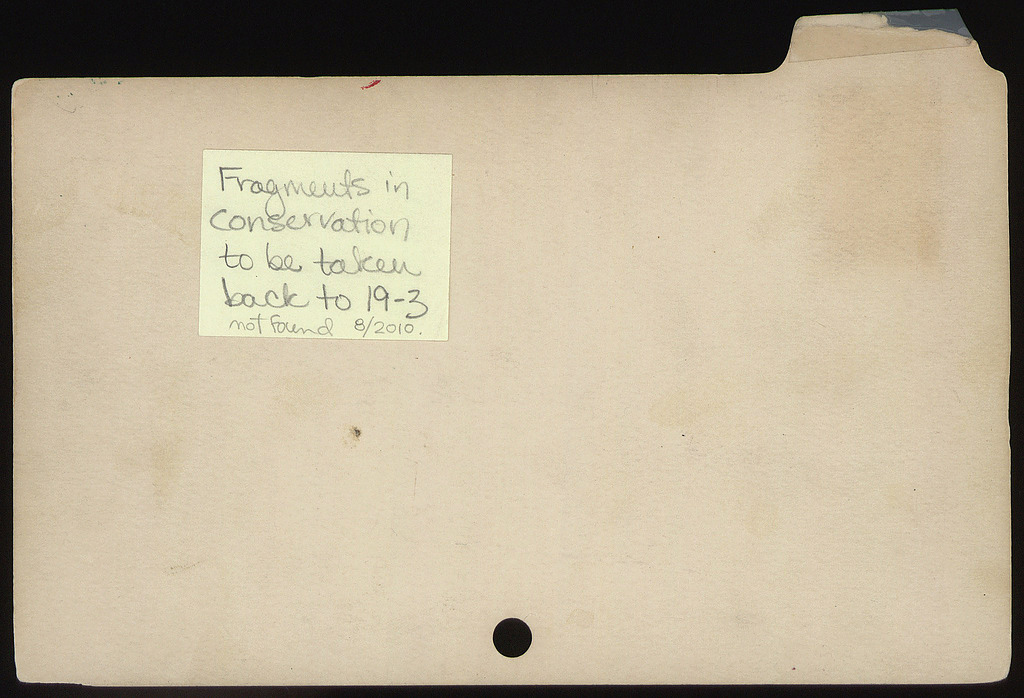 Fragments in
conservation
to be taken
back to 19-3
not found 8/2010.